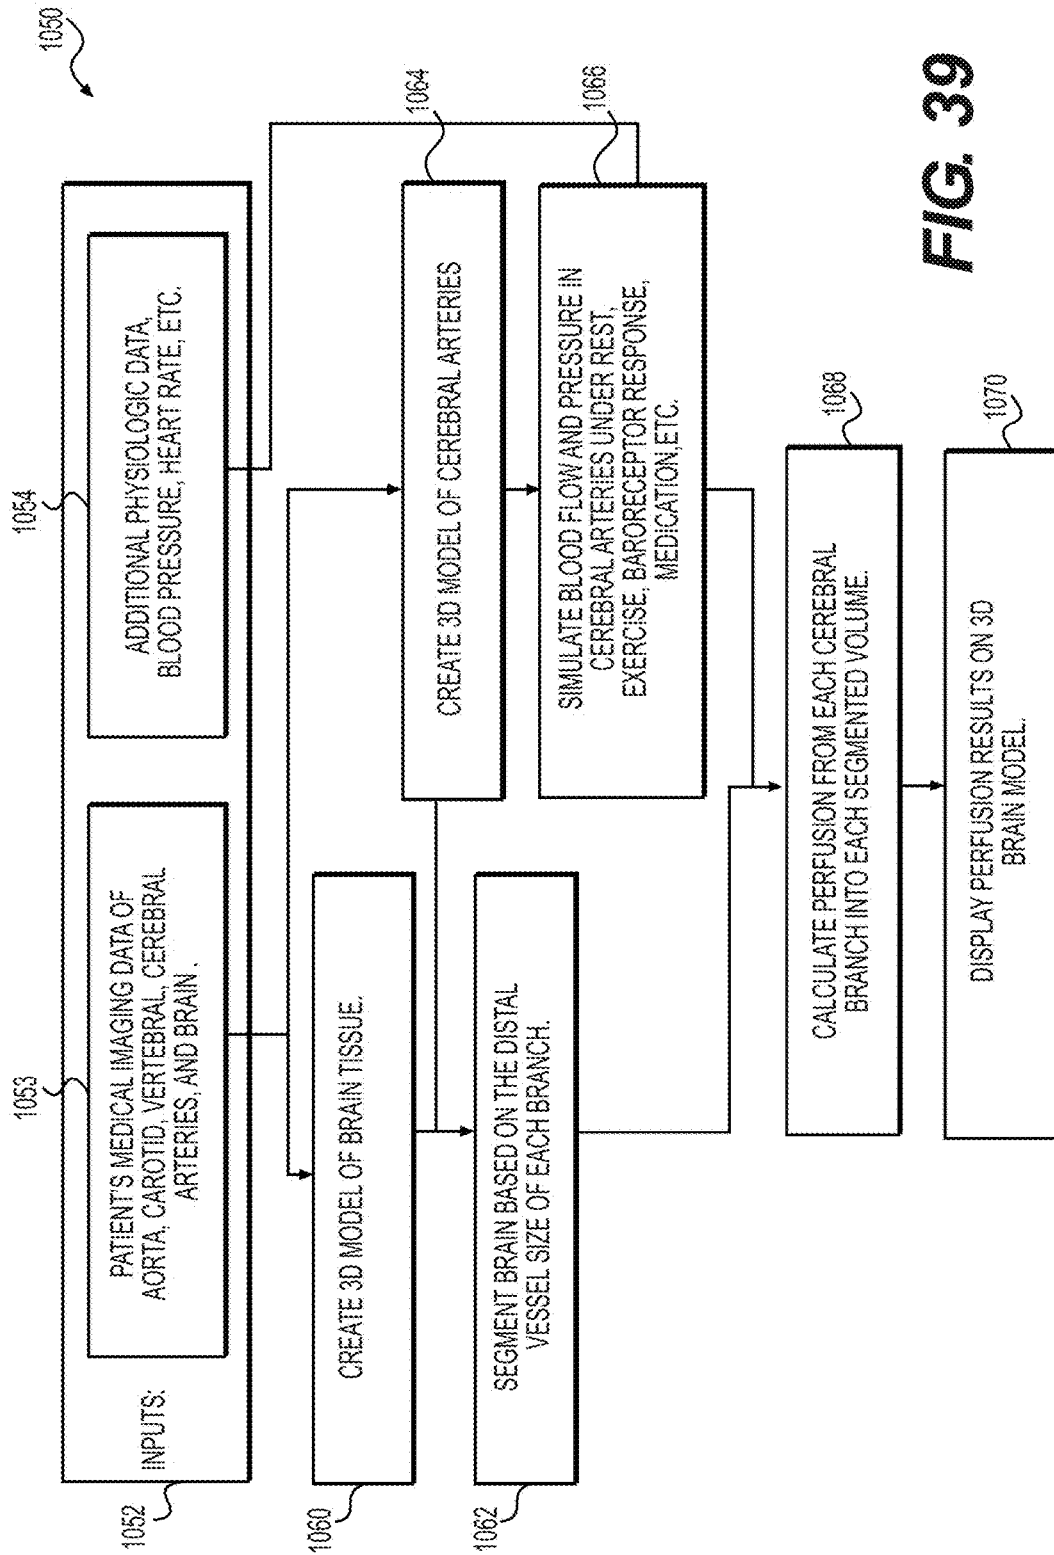 1050
1052
INPUTS:
1053
PATIENT'S MEDICAL IMAGING DATA OF
AORTA, CAROTID, VERTEBRAL, CEREBRAL
ARTERIES, AND BRAIN .
1054
ADDITIONAL PHYSIOLOGIC DATA,
BLOOD PRESSURE, HEART RATE, ETC.
1060
CREATE 3D MODEL OF BRAIN TISSUE.
1064
CREATE 3D MODEL OF CEREBRAL ARTERIES
1062
SEGMENT BRAIN BASED ON THE DISTAL
VESSEL SIZE OF EACH BRANCH.
1066
SIMULATE BLOOD FLOW AND PRESSURE IN
CEREBRAL ARTERIES UNDER REST,
EXERCISE, BARORECEPTOR RESPONSE,
MEDICATION,ETC.
1068
CALCULATE PERFUSION FROM EACH CEREBRAL
BRANCH INTO EACH SEGMENTED VOLUME.
1070
DISPLAY PERFUSION RESULTS ON 3D
BRAIN MODEL.
FIG. 39